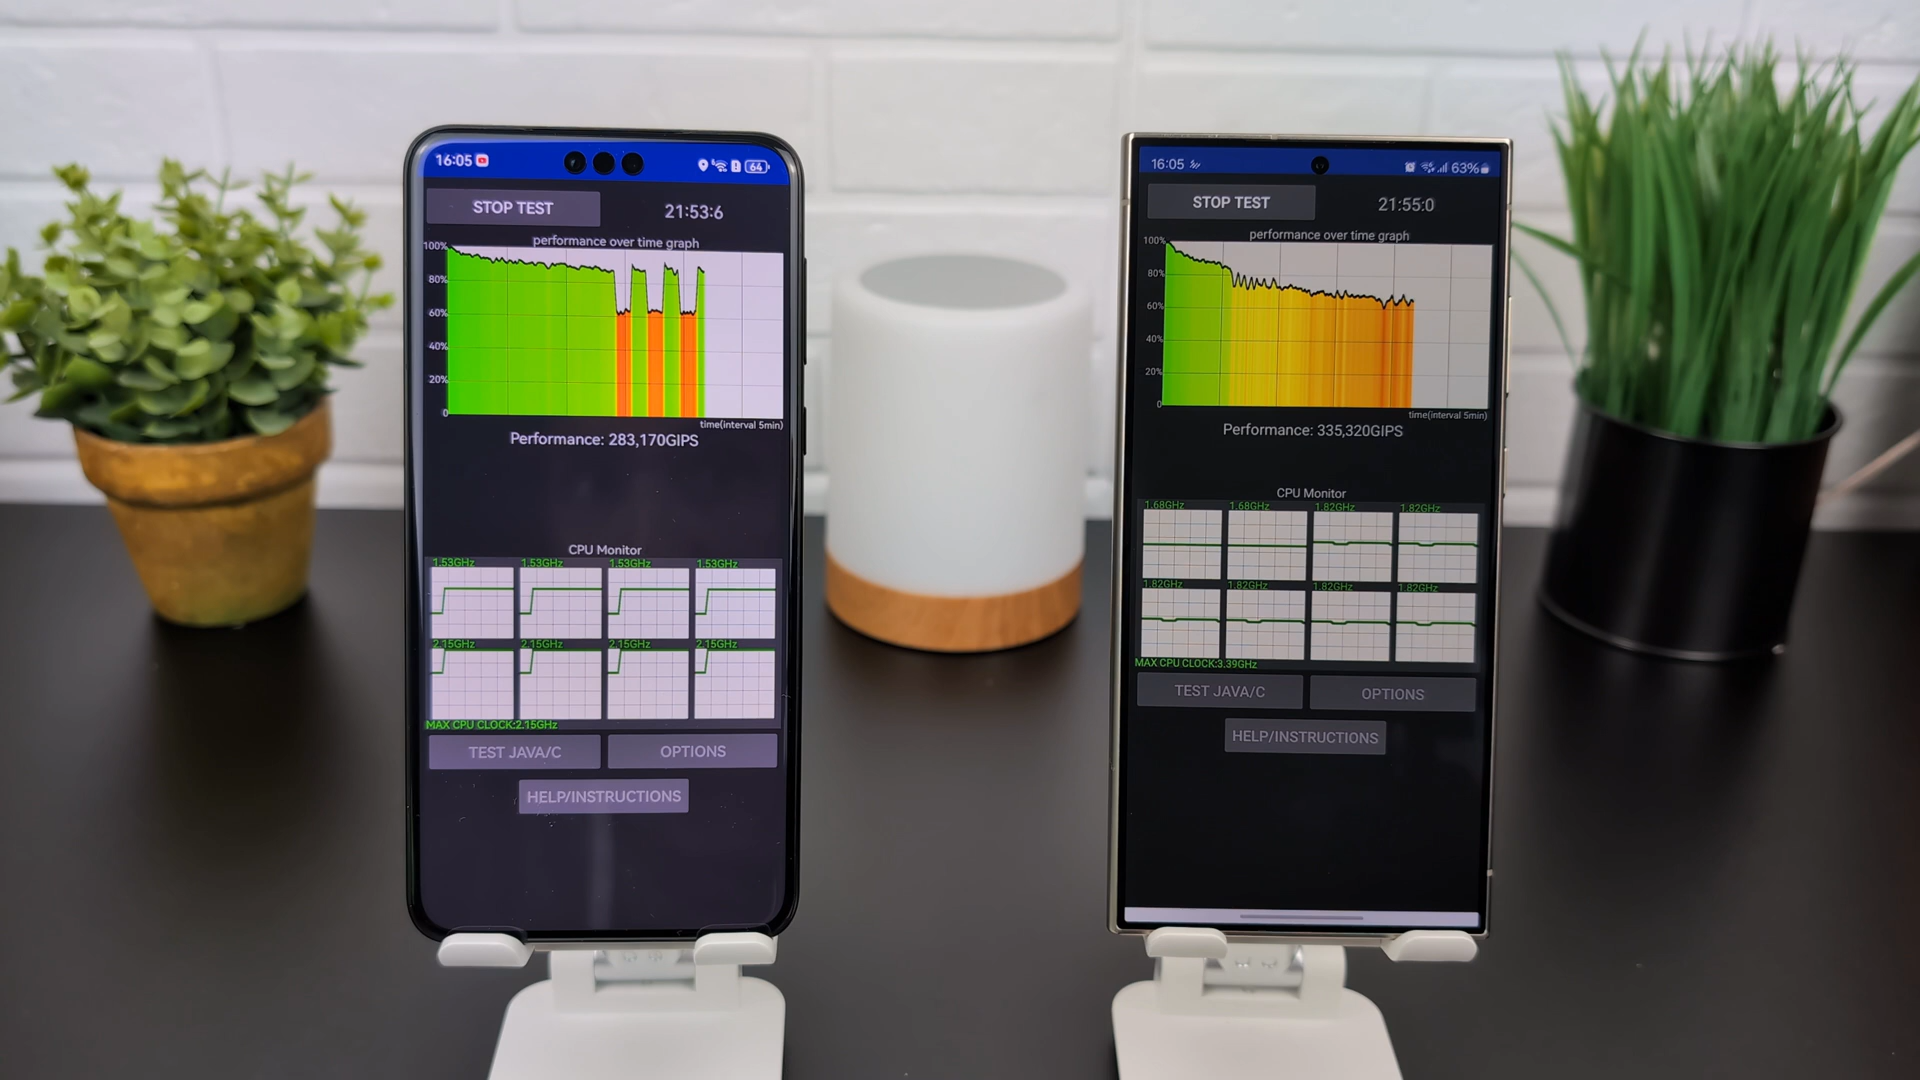 16:05
64
STOP TEST
21:53:6
performance over time graph
100%
80%
60%
40%
20%
0
time(interval 5min)
Performance: 283,170GIPS
CPU Monitor
1.53GHz 1.53GHz 1.53GHz 1.53GHz
2.15GHz 2.15GHz 2.15GHz 2.15GHz
MAX CPU CLOCK:2.15GHz
TEST JAVA/C
OPTIONS
HELP/INSTRUCTIONS
16:05
63%
STOP TEST
21:55:0
performance over time graph
100%
80%
60%
40%
20%
0
time(interval 5min)
Performance: 335,320GIPS
CPU Monitor
1.68GHz 1.68GHz 1.82GHz 1.82GHz
1.82GHz 1.82GHz 1.82GHz 1.82GHz
MAX CPU CLOCK:3.39GHz
TEST JAVA/C
OPTIONS
HELP/INSTRUCTIONS